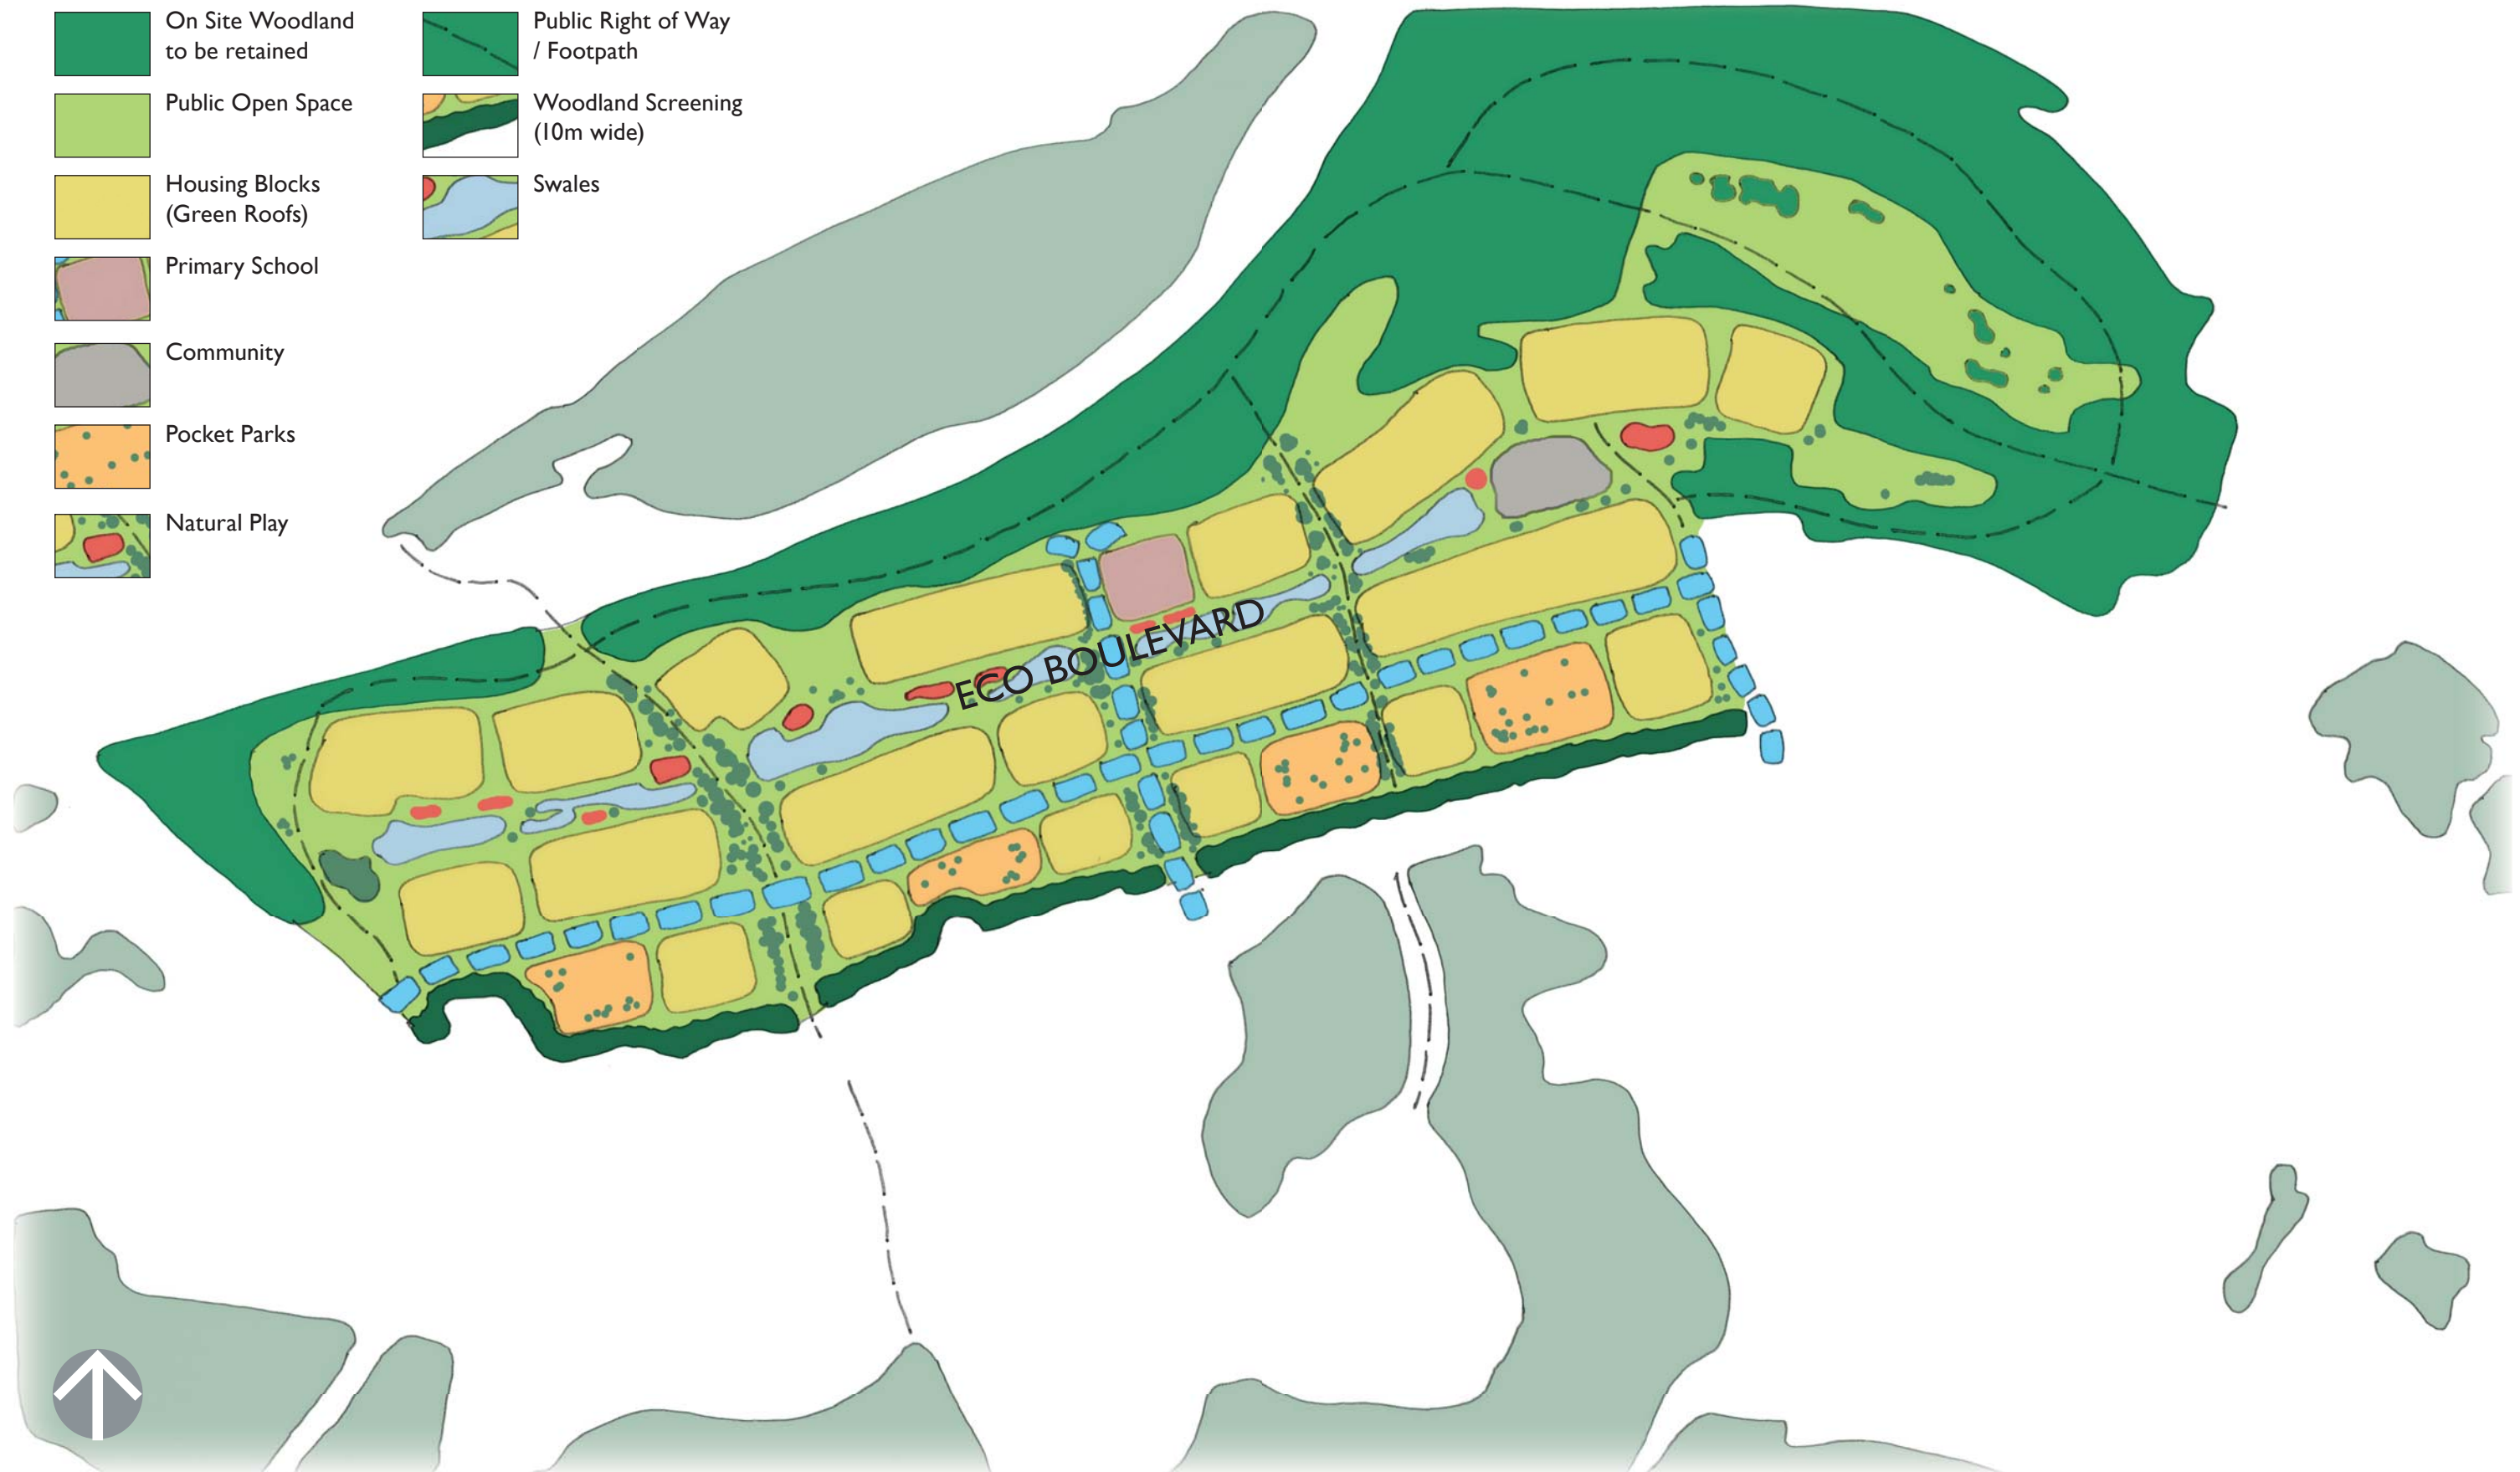 On Site Woodland
to be retained
Public Open Space
Housing Blocks
(Green Roofs)
Primary School
Community
Pocket Parks
Natural Play
Public Right of Way
/ Footpath
Woodland Screening
(10m wide)
Swales
ECO BOULEVARD